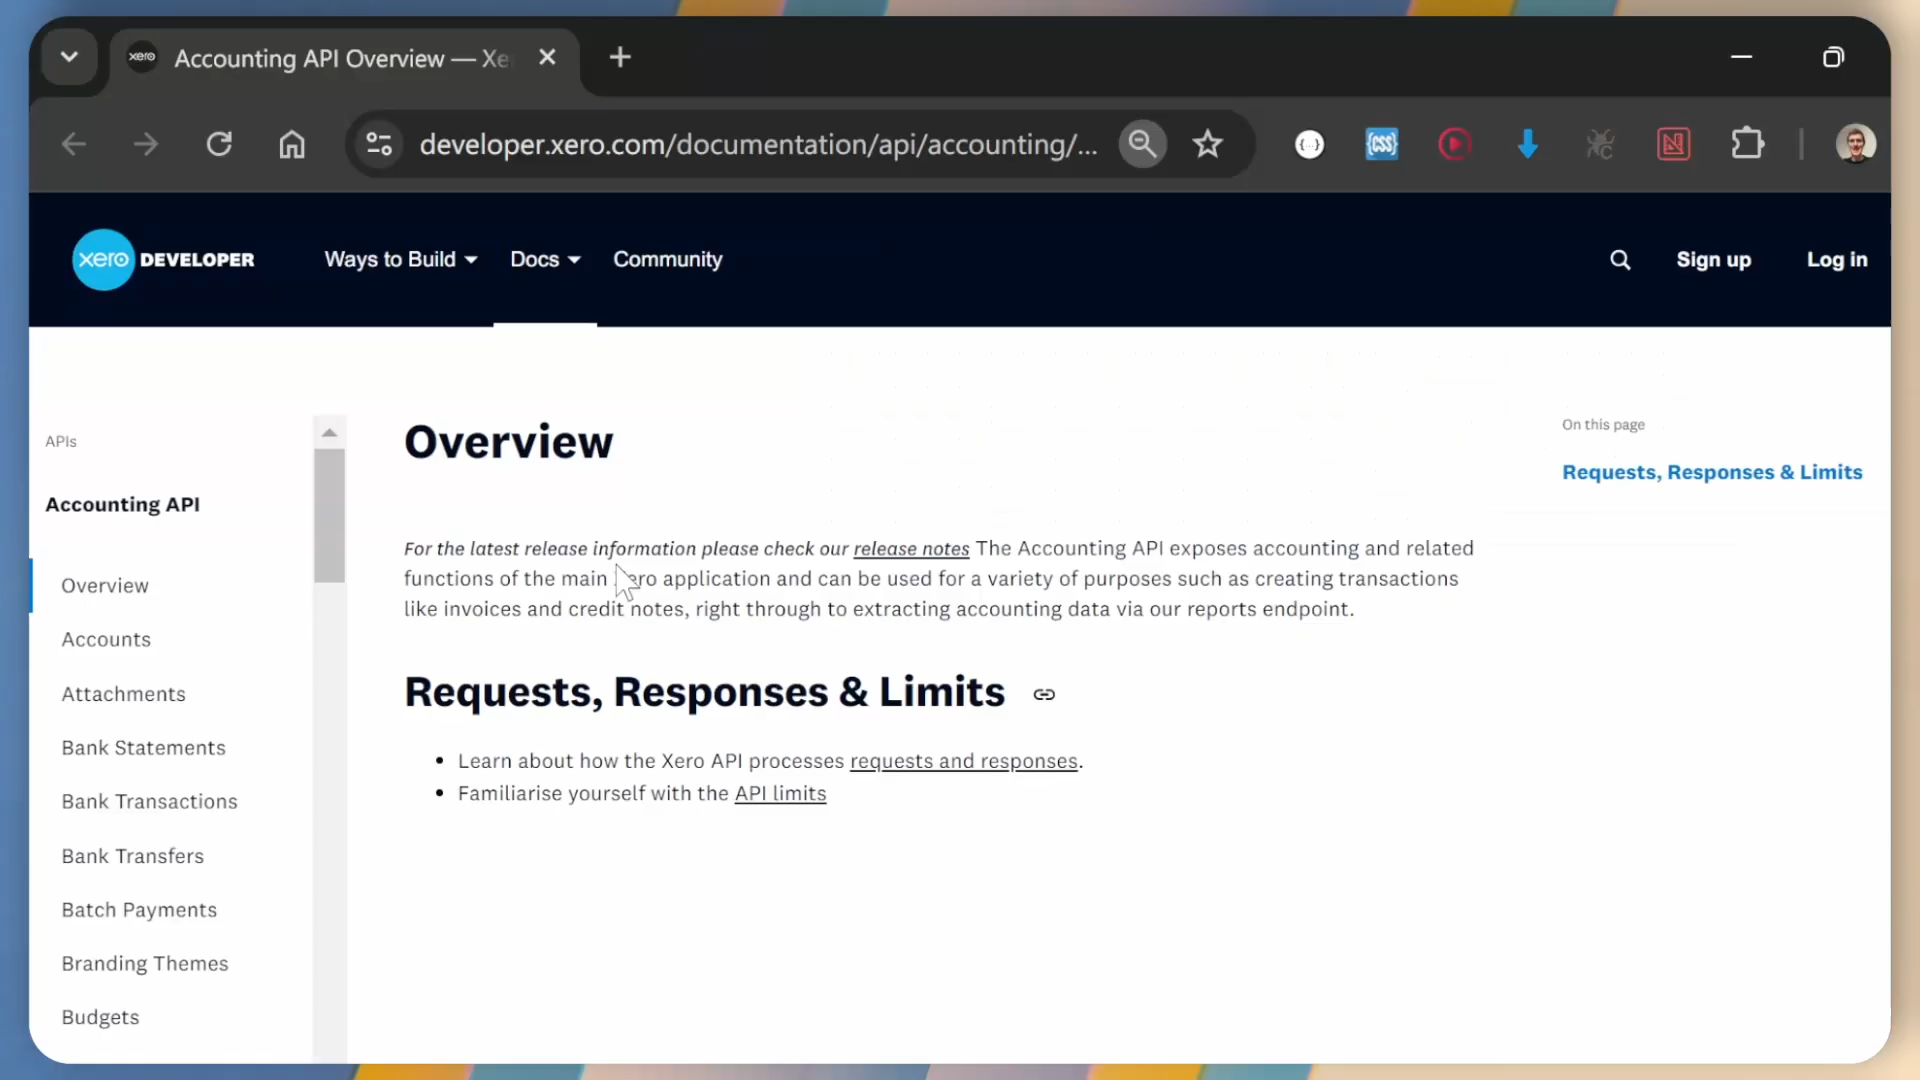 xero Accounting API Overview — Xe
developer.xero.com/documentation/api/accounting/...
{CSS}
xero DEVELOPER Ways to Build Docs Community Sign up Log in
APIs
Accounting API
Overview
Accounts
Attachments
Bank Statements
Bank Transactions
Bank Transfers
Batch Payments
Branding Themes
Budgets
Overview
For the latest release information please check our release notes The Accounting API exposes accounting and related
functions of the main Xero application and can be used for a variety of purposes such as creating transactions
like invoices and credit notes, right through to extracting accounting data via our reports endpoint.
Requests, Responses & Limits
• Learn about how the Xero API processes requests and responses.
• Familiarise yourself with the API limits
On this page
Requests, Responses & Limits